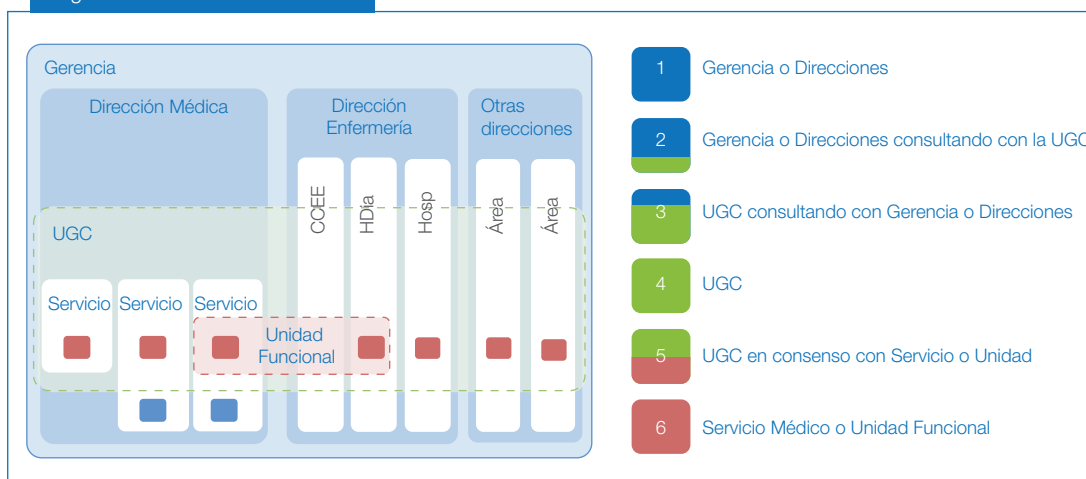 Gerencia
Dirección Médica
Dirección
Enfermería
Otras
direcciones
CCEE
HDía
Hosp
Área
Área
UGC
Servicio
Servicio
Servicio
Unidad
Funcional
1
Gerencia o Direcciones
2
Gerencia o Direcciones consultando con la UGC
3
UGC consultando con Gerencia o Direcciones
4
UGC
5
UGC en consenso con Servicio o Unidad
6
Servicio Médico o Unidad Funcional